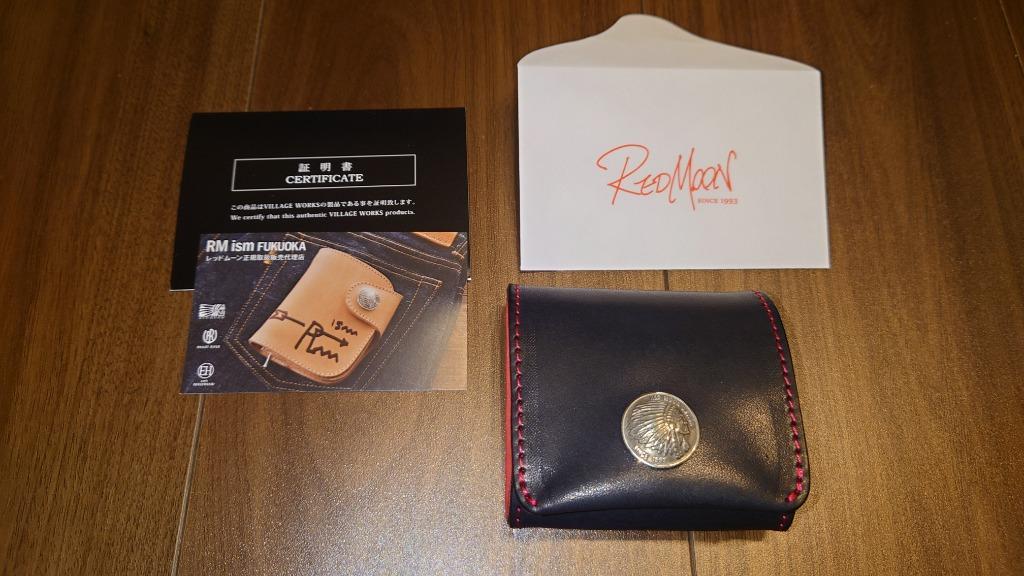 証明書
CERTIFICATE
この商品はVILLAGE WORKSの製品である事を証明致します。
We certify that this authentic VILLAGE WORKS products.
RM ism FUKUOKA
レッドムーン正規取扱販売代理店
ism
RM
REDMOON
SINCE 1993